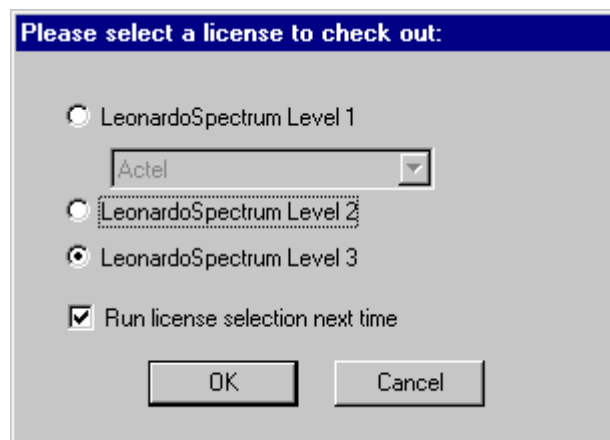 Please select a license to check out:
LeonardoSpectrum Level 1
Actel
LeonardoSpectrum Level 2
LeonardoSpectrum Level 3
Run license selection next time
OK Cancel